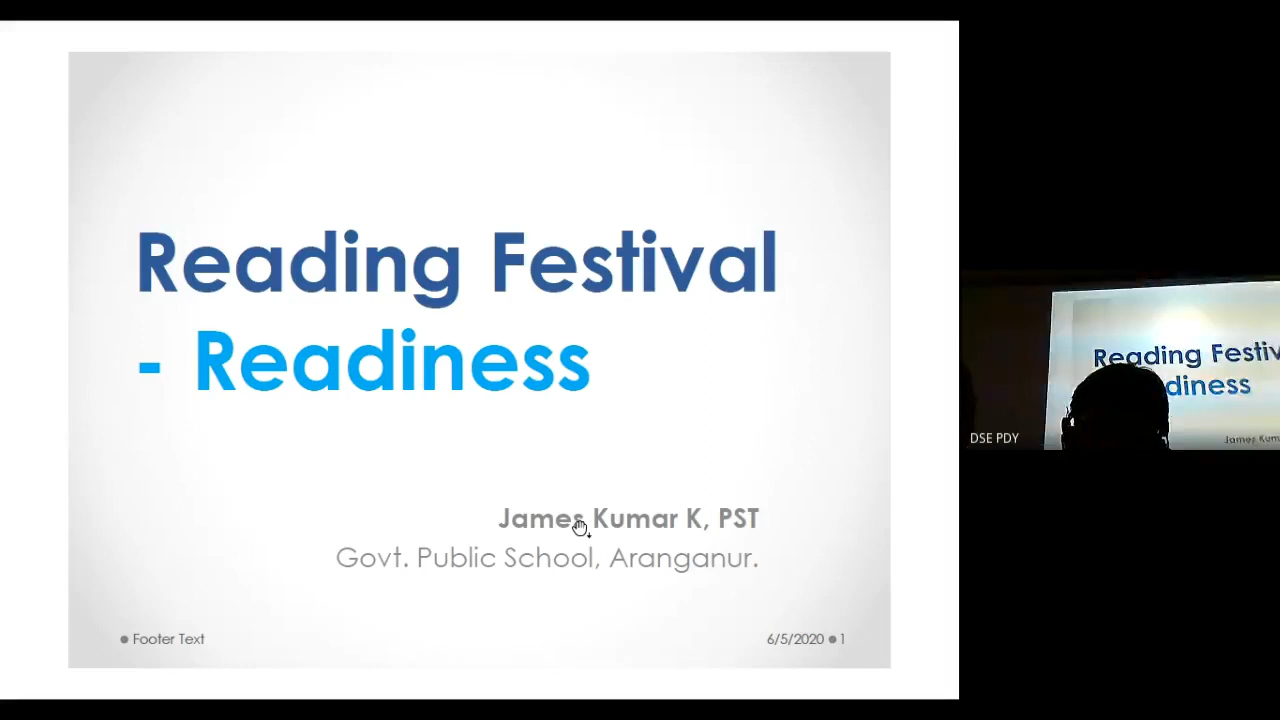 Reading Festival
- Readiness
James Kumar K, PST
Govt. Public School, Aranganur.
Footer Text
6/5/2020
1
DSE PDY
Reading
diness
James